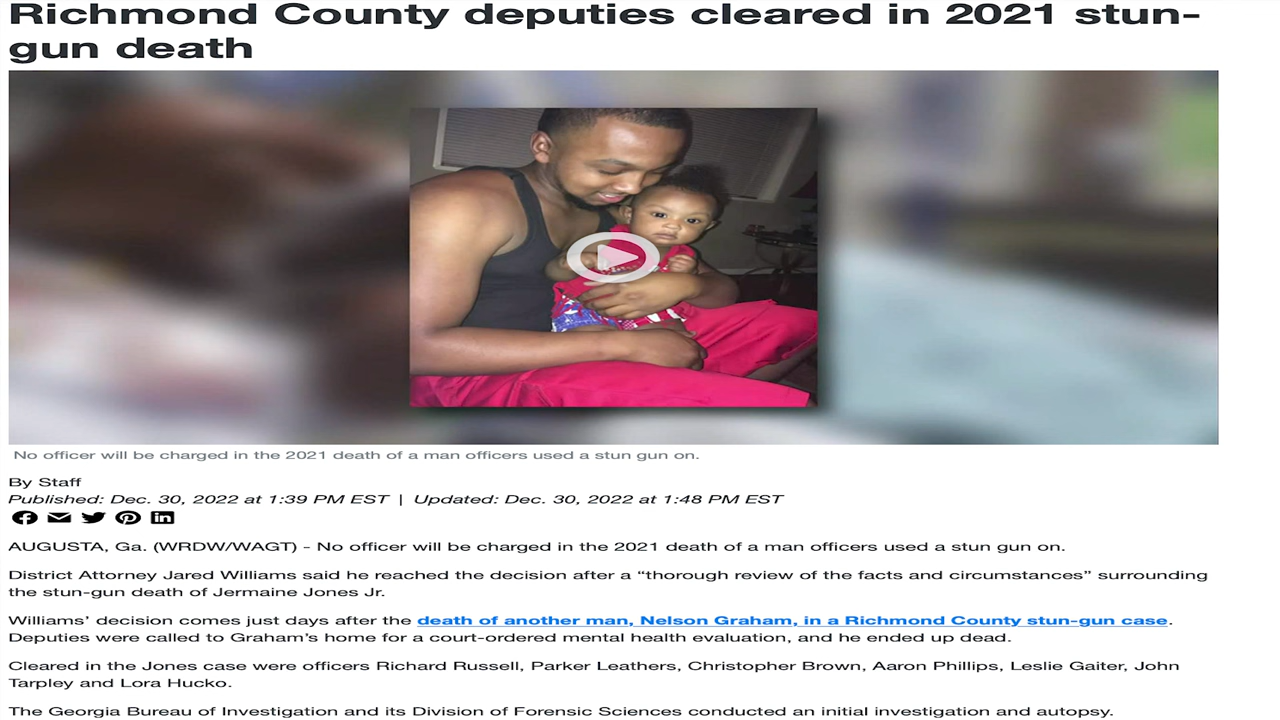 Richmond County deputies cleared in 2021 stun-
gun death
No officer will be charged in the 2021 death of a man officers used a stun gun on.
By Staff
Published: Dec. 30, 2022 at 1:39 PM EST | Updated: Dec. 30, 2022 at 1:48 PM EST
AUGUSTA, Ga. (WRDW/WAGT) - No officer will be charged in the 2021 death of a man officers used a stun gun on.
District Attorney Jared Williams said he reached the decision after a “thorough review of the facts and circumstances” surrounding
the stun-gun death of Jermaine Jones Jr.
Williams’ decision comes just days after the death of another man, Nelson Graham, in a Richmond County stun-gun case.
Deputies were called to Graham’s home for a court-ordered mental health evaluation, and he ended up dead.
Cleared in the Jones case were officers Richard Russell, Parker Leathers, Christopher Brown, Aaron Phillips, Leslie Gaiter, John
Tarpley and Lora Hucko.
The Georgia Bureau of Investigation and its Division of Forensic Sciences conducted an initial investigation and autopsy.